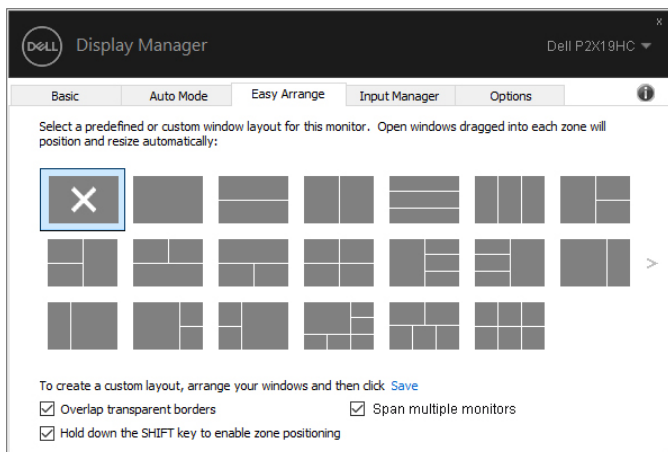 x
DELL Display Manager Dell P2X19HC
Basic Auto Mode Easy Arrange Input Manager Options i
Select a predefined or custom window layout for this monitor. Open windows dragged into each zone will
position and resize automatically:
>
To create a custom layout, arrange your windows and then click Save
Overlap transparent borders Span multiple monitors
Hold down the SHIFT key to enable zone positioning